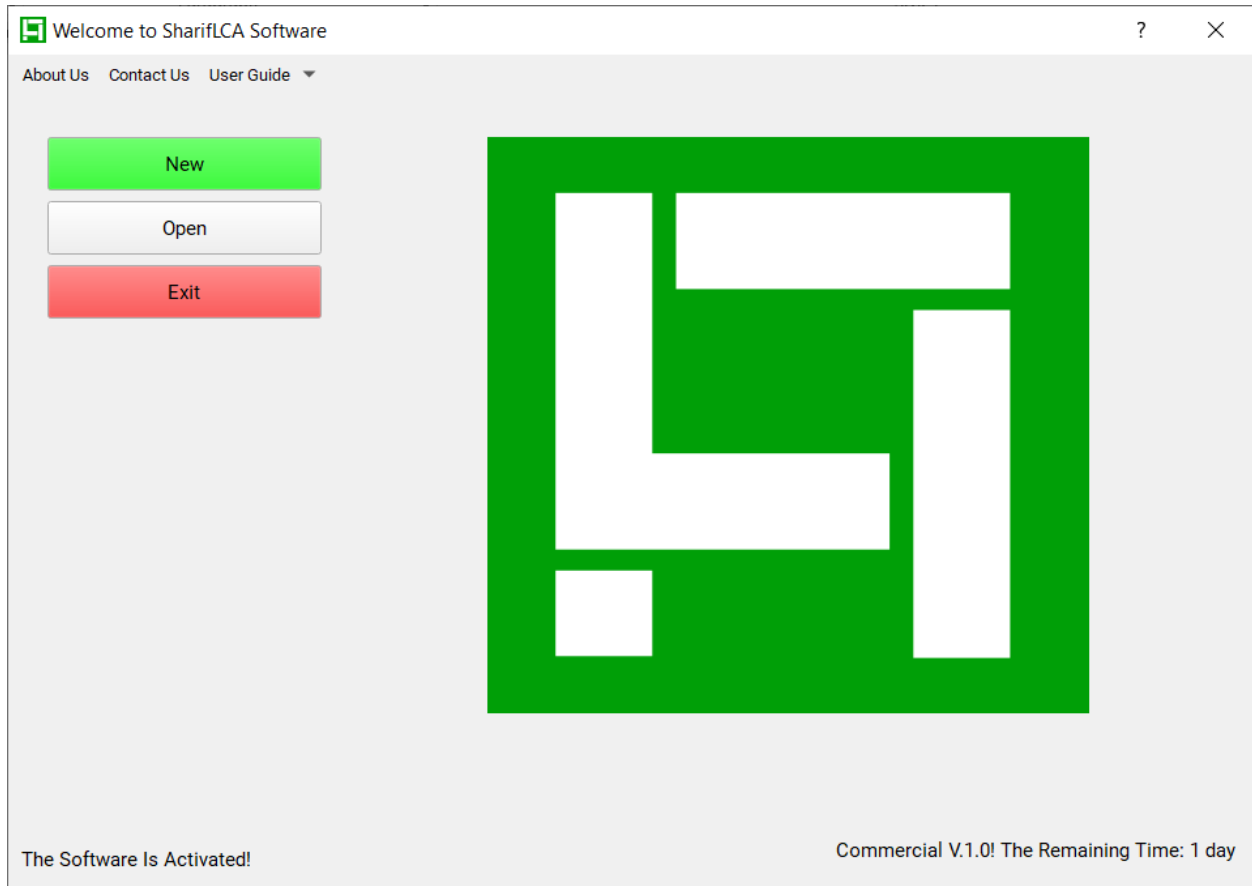 Welcome to SharifLCA Software
?
About Us Contact Us User Guide
New
Open
Exit
The Software Is Activated!
Commercial V.1.0! The Remaining Time: 1 day